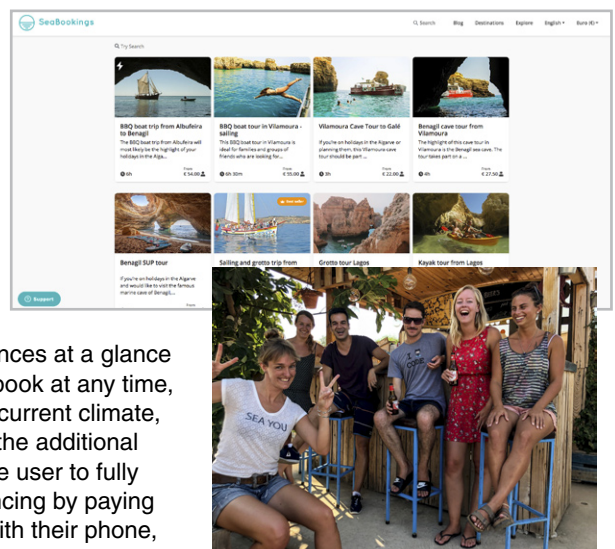 SeaBookings
Search Blog Destinations Explore English Euro (€)
Try Search
BBQ boat trip from Albufeira to Benagil
The BBQ boat trip from Albufeira will most likely be the highlight of your holidays in the Alga...
6h
From
€ 54.00
BBQ boat tour in Vilamoura - sailing
This BBQ boat tour in Vilamoura is ideal for families and groups of friends who are looking for...
6h 30m
From
€ 55.00
Vilamoura Cave Tour to Galé
If you're on holidays in the Algarve or planning them, this Vilamoura cave tour should be part ...
3h
From
€ 22.00
Benagil cave tour from Vilamoura
The highlight of this cave tour in Vilamoura is the Benagil sea cave. The tour takes part on a ...
4h
From
€ 27.50
Benagil SUP tour
If you're on holidays in the Algarve and would like to visit the famous marine cave of Benagil,...
From
Best seller
Sailing and grotto trip from
Grotto tour Lagos
Kayak tour from Lagos
Support
nces at a glance
book at any time,
current climate,
the additional
e user to fully
ncing by paying
ith their phone,
SEA YOU
I
CODE